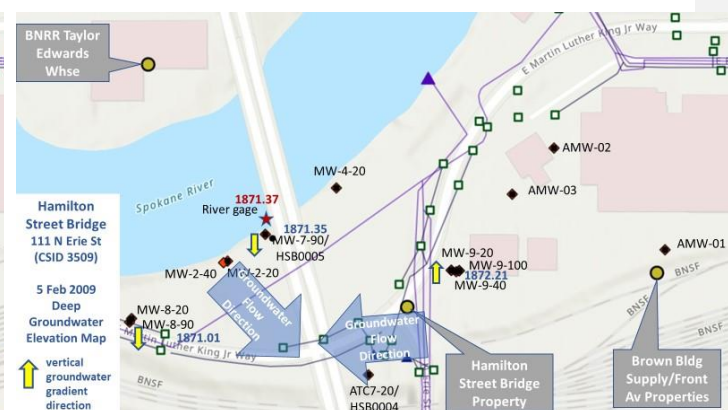 BNRR Taylor
Edwards
Whse
E Martin Luther King Jr Way
AMW-02
MW-4-20
AMW-03
Spokane River
1871.37
River gage
1871.35
MW-7-90/
HSB0005
AMW-01
MW-9-20
MW-9-100
1872.21
MW-9-40
MW-2-40
MW-2-20
BNSF
BNSF
Hamilton
Street Bridge
111 N Erie St
(CSID 3509)
5 Feb 2009
Deep
Groundwater
Elevation Map
vertical
groundwater
gradient
direction
MW-8-20
MW-8-90
1871.01
Martin Luther King Jr Way
BNSF
Groundwater
Flow
Direction
Groundwater
Flow
Direction
ATC7-20/
HSB0004
Hamilton
Street Bridge
Property
Brown Bldg
Supply/Front
Av Properties